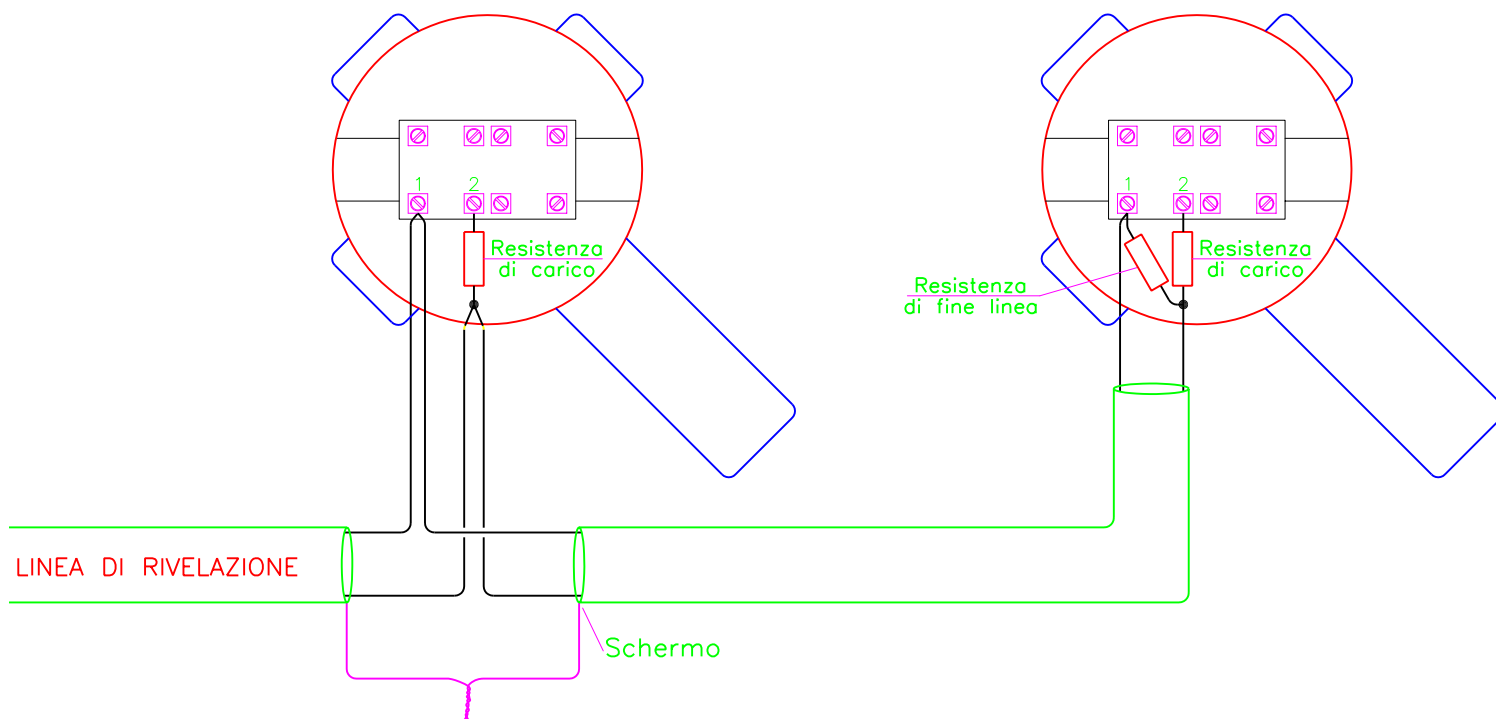 1 2
1 2
Resistenza
di carico
Resistenza
di carico
Resistenza
di fine linea
LINEA DI RIVELAZIONE
Schermo